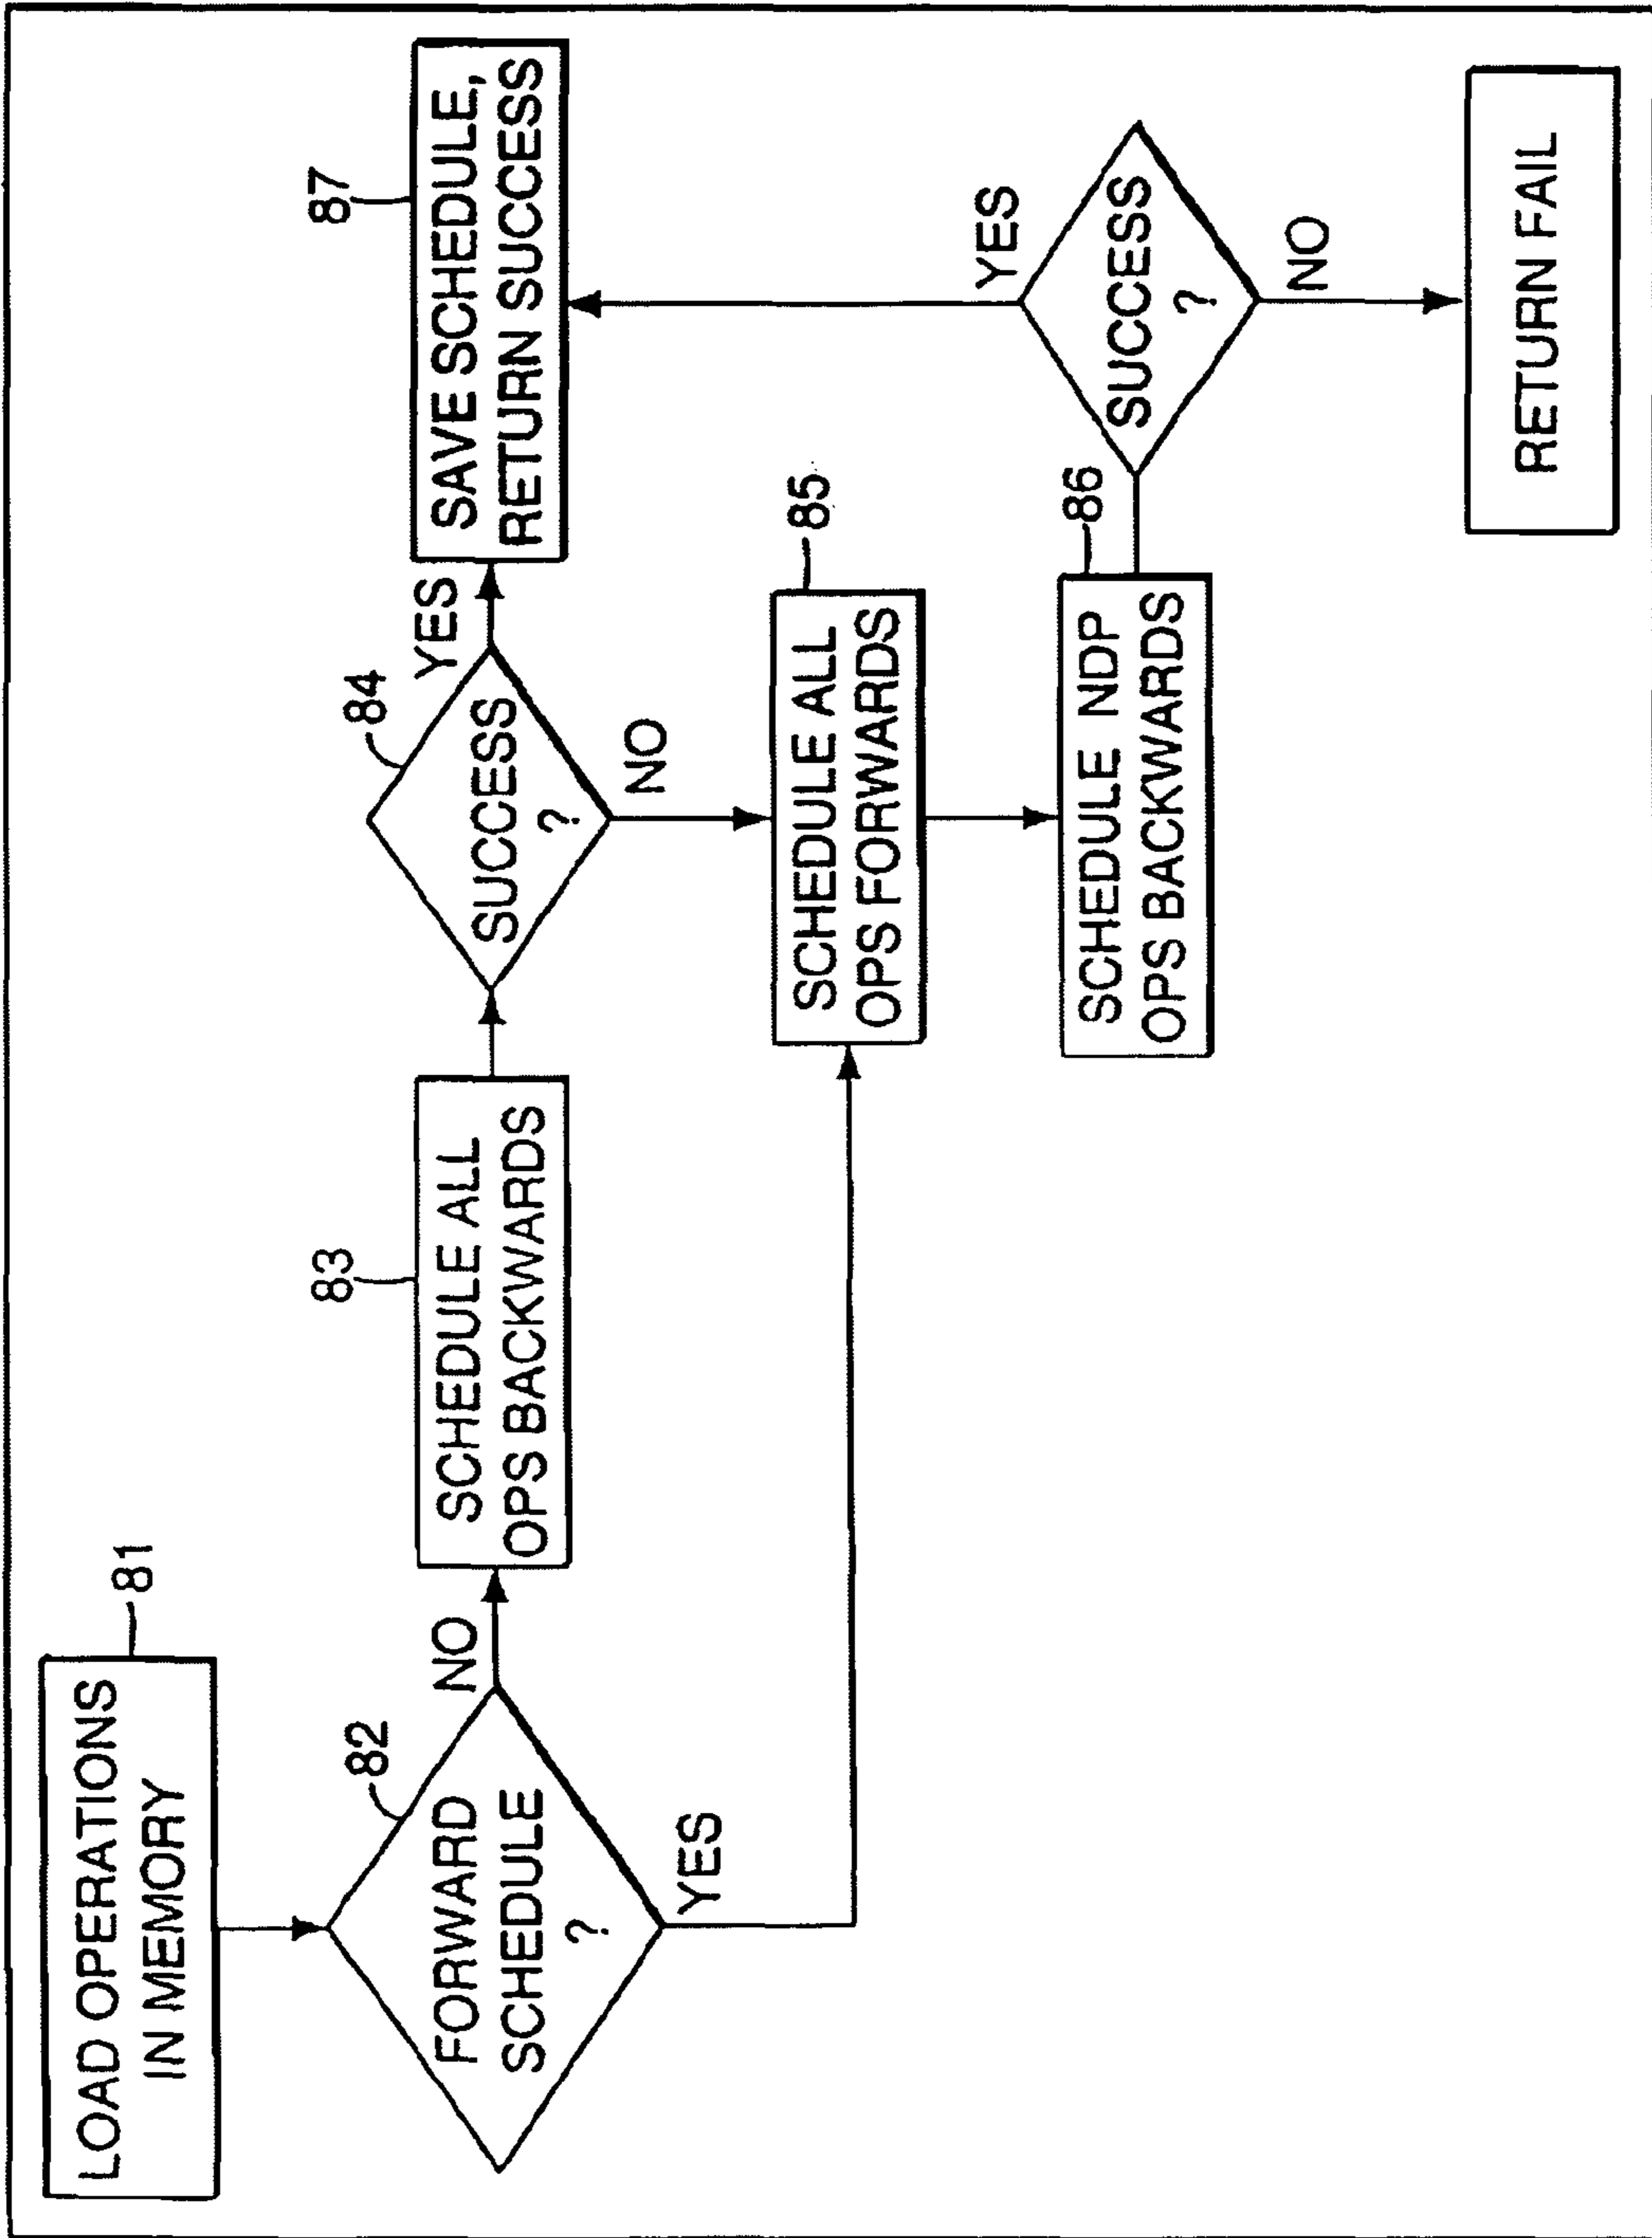 LOAD OPERATIONS
IN MEMORY
81
FORWARD
SCHEDULE
?
82
NO
YES
SCHEDULE ALL
OPS BACKWARDS
83
SUCCESS
?
84
YES
NO
SAVE SCHEDULE,
RETURN SUCCESS
87
SCHEDULE ALL
OPS FORWARDS
85
SCHEDULE NDP
OPS BACKWARDS
86
SUCCESS
?
YES
NO
RETURN FAIL